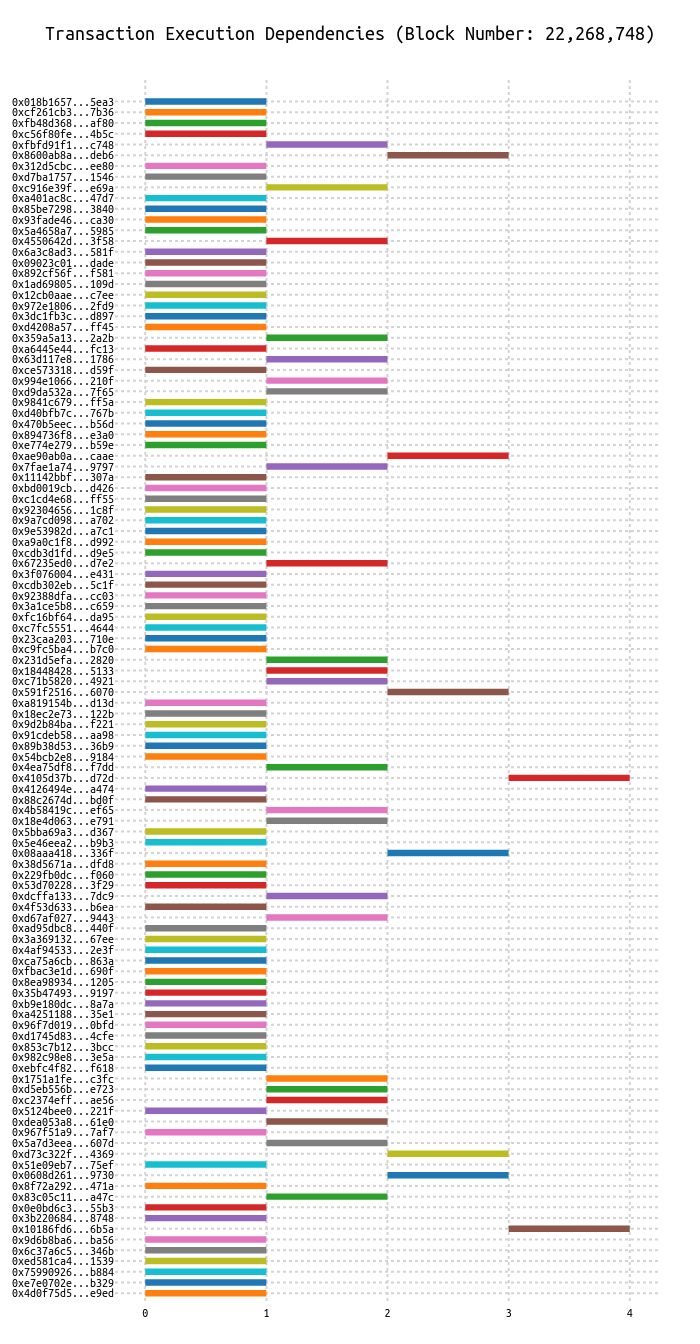 Transaction Execution Dependencies (Block Number: 22,268,748)
0x018b1657...5ea3
0xcf261cb3...7b36
0xfb48d368...af80
0xc56f80fe...4b5c
0xfbfd91f1...c748
0x8600ab8a...deb6
0x312d5cbc...ee80
0xd7ba1757...1546
0xc916e39f...e69a
0xa401ac8c...47d7
0x85be7298...3840
0x93fade46...ca30
0x5a4658a7...5985
0x4550642d...3f58
0x6a3c8ad3...581f
0x09023c01...dade
0x892cf56f...f581
0x1ad69805...109d
0x12cb0aae...c7ee
0x972e1806...2fd9
0x3dc1fb3c...d897
0xd4208a57...ff45
0x359a5a13...2a2b
0xa6445e44...fc13
0x63d117e8...1786
0xce573318...d59f
0x994e1066...210f
0xd9da532a...7f65
0x9841c679...ff5a
0xd40bfb7c...767b
0x470b5eec...b56d
0x894736f8...e3a0
0xe774e279...b59e
0xae90ab0a...caae
0x7fae1a74...9797
0x11142bbf...307a
0xbd0019cb...d426
0xc1cd4e68...ff55
0x92304656...1c8f
0x9a7cd098...a702
0x9e53982d...a7c1
0xa9a0c1f8...d992
0xcdb3d1fd...d9e5
0x67235ed0...d7e2
0x3f076004...e431
0xcdb302eb...5c1f
0x92388dfa...cc03
0x3a1ce5b8...c659
0xfc16bf64...da95
0xc7fc5551...4644
0x23caa203...710e
0xc9fc5ba4...b7c0
0x231d5efa...2820
0x18448428...5133
0xc71b5820...4921
0x591f2516...6070
0xa819154b...d13d
0x18ec2e73...122b
0x9d2b84ba...f221
0x91cdeb58...aa98
0x89b38d53...36b9
0x54bcb2e8...9184
0x4ea75df8...f7dd
0x4105d37b...d72d
0x4126494e...a474
0x88c2674d...bd0f
0x4b58419c...ef65
0x18e4d063...e791
0x5bba69a3...d367
0x5e46eea2...b9b3
0x08aaa418...336f
0x38d5671a...dfd8
0x229fb0dc...f060
0x53d70228...3f29
0xdcffa133...7dc9
0x4f53d633...b6ea
0xd67af027...9443
0xad95dbc8...440f
0x3a369132...67ee
0x4af94533...2e3f
0xca75a6cb...863a
0xfbac3e1d...690f
0x8ea98934...1205
0x35b47493...9197
0xb9e180dc...8a7a
0xa4251188...35e1
0x96f7d019...0bfd
0xd1745d83...4cfe
0x853c7b12...3bcc
0x982c98e8...3e5a
0xebfc4f82...f618
0x1751a1fe...c3fc
0xd5eb556b...e723
0xc2374eff...ae56
0x5124bee0...221f
0xdea053a8...61e0
0x967f51a9...7af7
0x5a7d3eea...607d
0xd73c322f...4369
0x51e09eb7...75ef
0x0608d261...9730
0x8f72a292...471a
0x83c05c11...a47c
0x0e0bd6c3...55b3
0x3b220684...8748
0x10186fd6...6b5a
0x9d6b8ba6...ba56
0x6c37a6c5...346b
0xed581ca4...1539
0x75990926...b884
0xe7e0702e...b329
0x4d0f75d5...e9ed
0 1 2 3 4